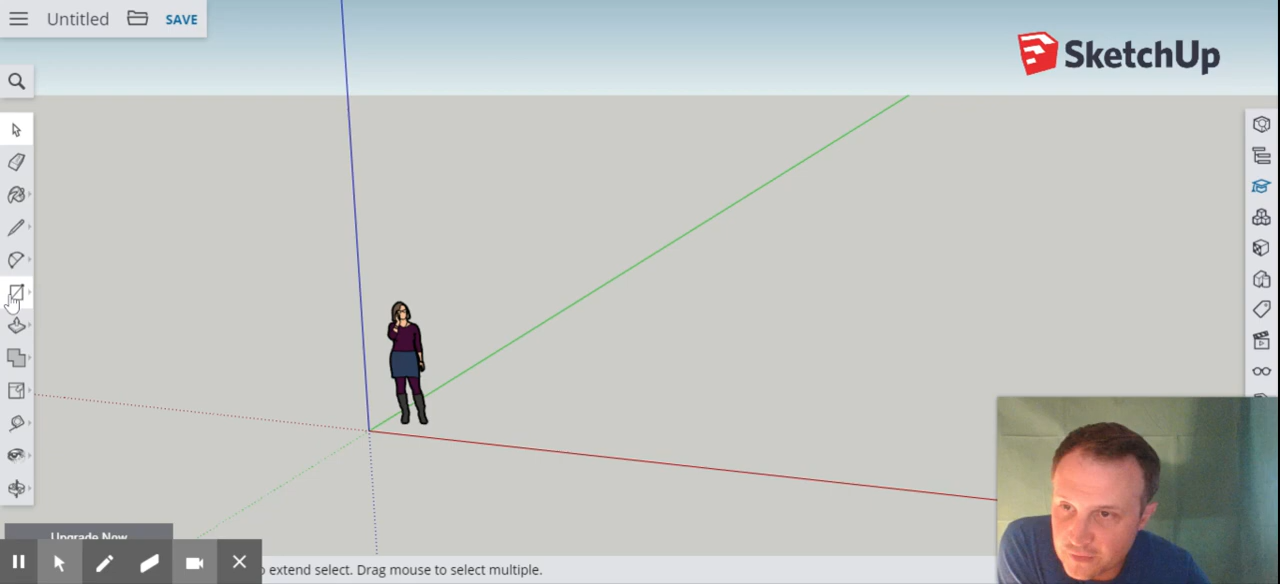 Untitled SAVE
SketchUp
Upgrade Now
o extend select. Drag mouse to select multiple.